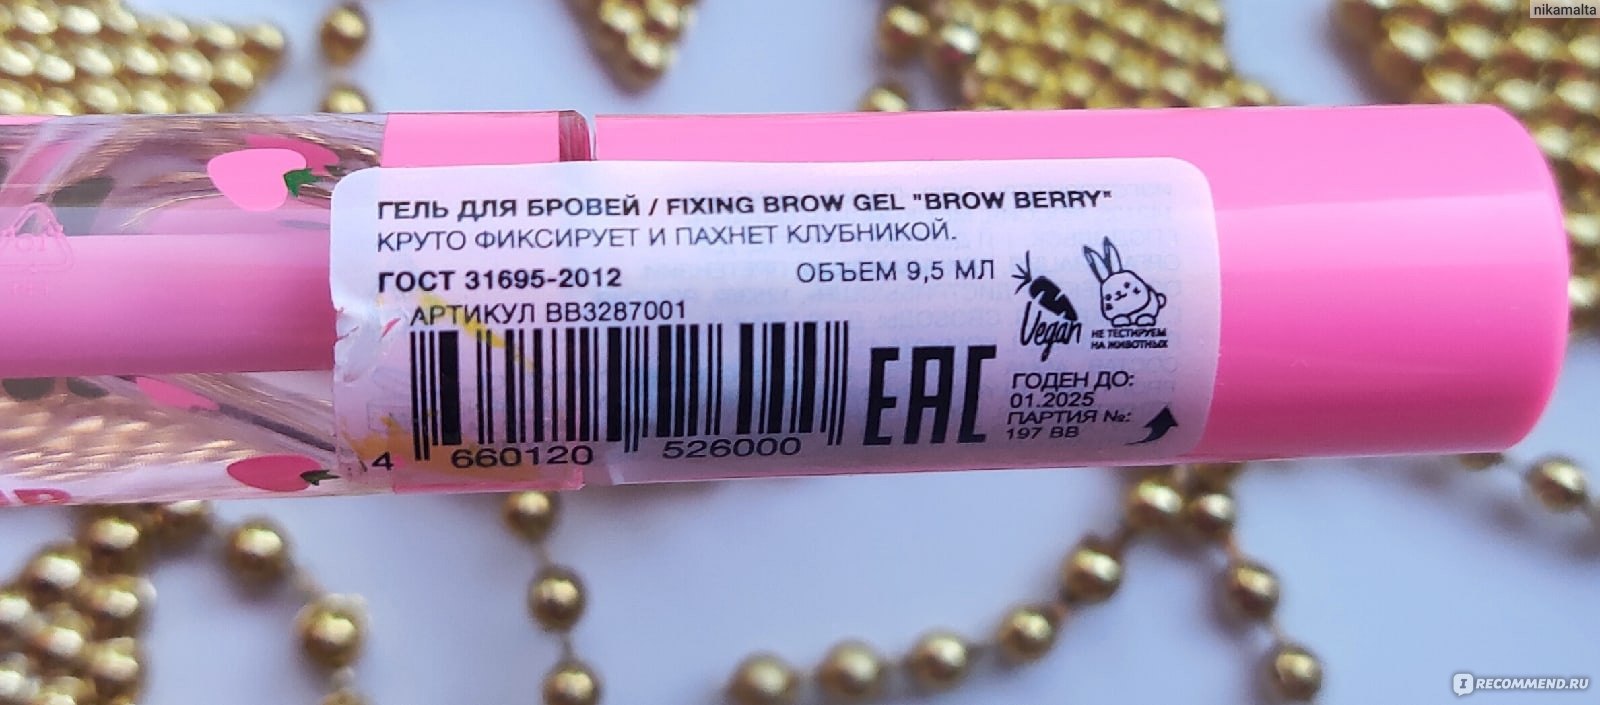 nikamalta
ГЕЛЬ ДЛЯ БРОВЕЙ / FIXING BROW GEL "BROW BERRY"
КРУТО ФИКСИРУЕТ И ПАХНЕТ КЛУБНИКОЙ.
ГОСТ 31695-2012
ОБЪЕМ 9,5 МЛ
АРТИКУЛ BB3287001
Vegan
НЕ ТЕСТИРУЕМ
НА ЖИВОТНЫХ
EAC
ГОДЕН ДО:
01.2025
ПАРТИЯ №:
197 BB
4 660120 526000
IRECOMMEND.RU